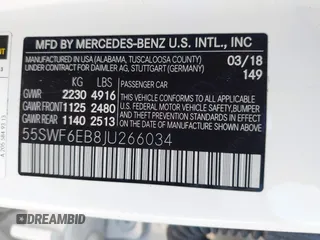 MFD BY MERCEDES-BENZ U.S. INTL., INC
MANUFACTURED IN USA (ALABAMA, TUSCALOOSA COUNTY)
UNDER CONTRACT FOR DAIMLER AG, STUTTGART (GERMANY)
03/18
149
KG LBS
GVWR 2230 4916
GAWR FRONT 1125 2480
GAWR REAR 1140 2513
PASSENGER CAR
THIS VEHICLE CONFORMS TO ALL
APPLICABLE U.S. FEDERAL MOTOR
VEHICLE SAFETY, BUMPER, AND
THEFT PREVENTION STANDARDS
IN EFFECT ON THE DATE OF
MANUFACTURE SHOWN ABOVE.
55SWF6EB8JU266034
DREAMBID